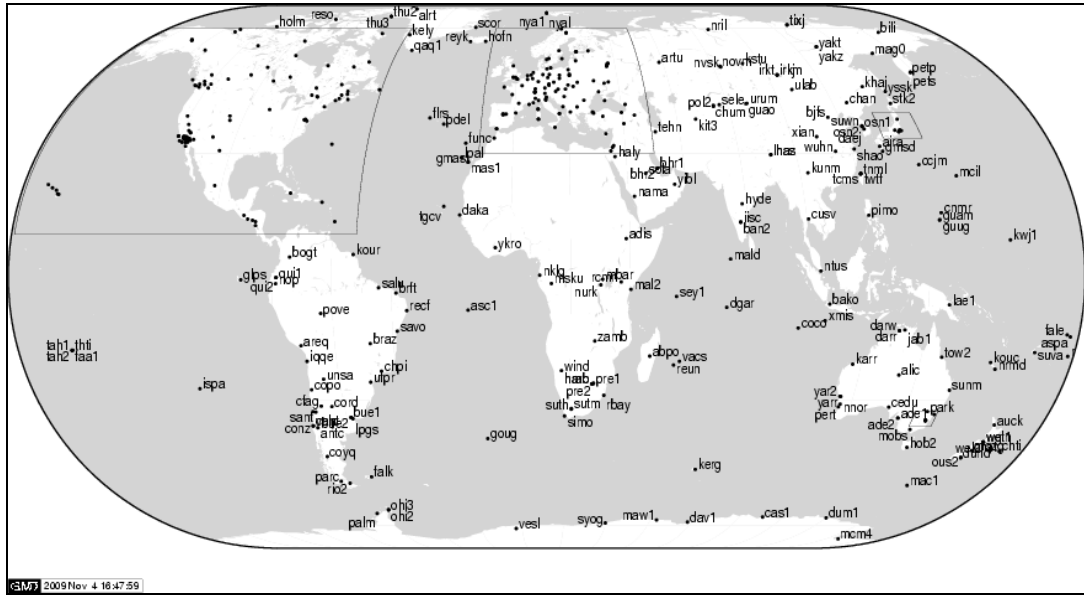 holm reso thu3 thu2 alrt
kely
qaq1
scor
reyk hofn
nya1 nyal
nril tixj bili
artu nvsk novm kstu irkt irkm yakt yakz mag0
petp pets
ulab khaj yssk stk2
pol2 sele chum urum guao chan
kit3 bjfs suwn osn1 osn2 daej
tehn xian wuhn shao aira gmsd
flrs pdel
func
gmas lpal mas1
haly bhr1 bhr2 yibl
nama
lhas kunm tcms tnml twtf ccjm mcil
tgcv daka
hyde iisc ban2 cusv pimo
cnmr guam guug
kwj1
ykro adis
bogt kour
mald ntus
glps qui1 qui2 riop
nklg msku mbar nurk mal2
salu brft
sey1 dgar
bako xmis coco
lae1
pove recf asc1
savo braz
zamb
darw darr jab1
tah1 thti
tah2 faa1
areq iqqe
abpo vacs reun
karr tow2 kouc nrmd
fale aspa suva
ispa unsa copo chpi ufpr
wind pre1 pre2 rbay
alic sunm
cfag cord sutm suth simo
yar2 yarr pert nnor
cedu park ade1 ade2
conz antc bue1 lpgs
goug
mobs hob2 auck
coyq
ous2
parc rio2 falk
kerg
mac1
palm ohi3 ohi2
vesl syog maw1 dav1 cas1 dum1
mcm4
GMD 2009 Nov 4 16:47:59